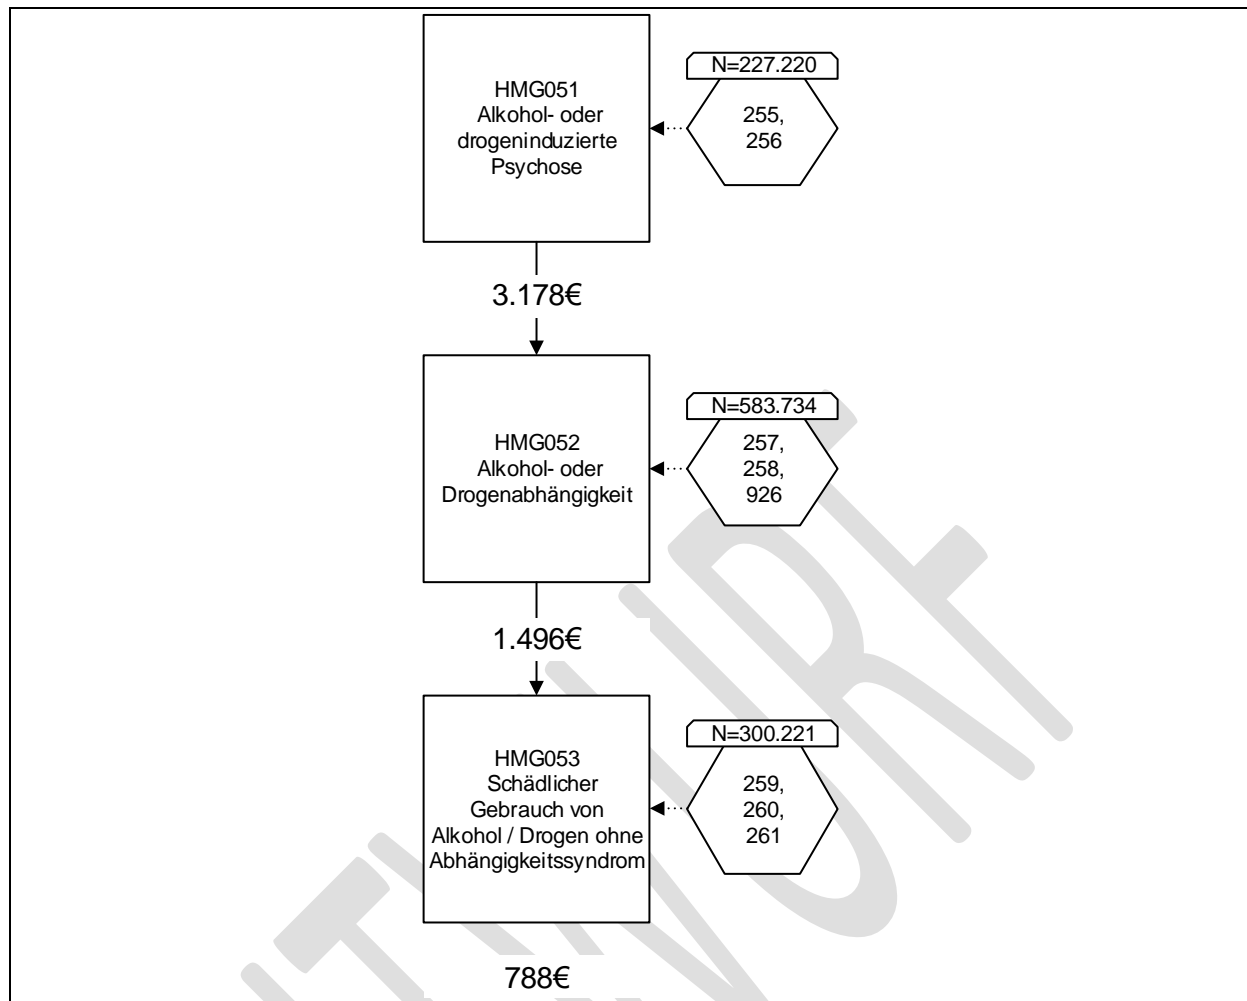 HMG051
Alkohol- oder
drogeninduzierte
Psychose
N=227.220
255,
256
3.178€
HMG052
Alkohol- oder
Drogenabhängigkeit
N=583.734
257,
258,
926
1.496€
HMG053
Schädlicher
Gebrauch von
Alkohol / Drogen ohne
Abhängigkeitssyndrom
N=300.221
259,
260,
261
788€